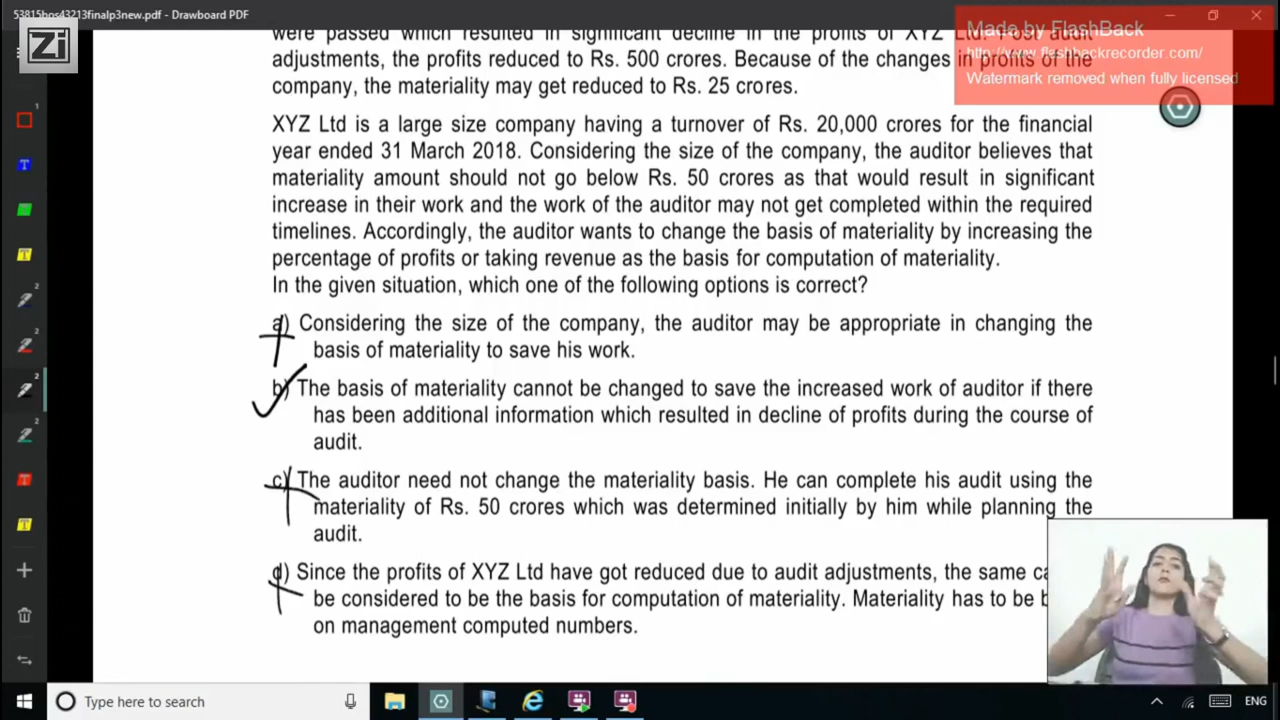 53815bos43213finalp3new.pdf - Drawboard PDF
Zi
Made by FlashBack
http://www.flashbackrecorder.com/
Watermark removed when fully licensed
were passed which resulted in significant decline in the profits of XYZ Ltd. Post audit
adjustments, the profits reduced to Rs. 500 crores. Because of the changes in profits of the
company, the materiality may get reduced to Rs. 25 crores.
XYZ Ltd is a large size company having a turnover of Rs. 20,000 crores for the financial
year ended 31 March 2018. Considering the size of the company, the auditor believes that
materiality amount should not go below Rs. 50 crores as that would result in significant
increase in their work and the work of the auditor may not get completed within the required
timelines. Accordingly, the auditor wants to change the basis of materiality by increasing the
percentage of profits or taking revenue as the basis for computation of materiality.
In the given situation, which one of the following options is correct?
a) Considering the size of the company, the auditor may be appropriate in changing the
basis of materiality to save his work.
b) The basis of materiality cannot be changed to save the increased work of auditor if there
has been additional information which resulted in decline of profits during the course of
audit.
c) The auditor need not change the materiality basis. He can complete his audit using the
materiality of Rs. 50 crores which was determined initially by him while planning the
audit.
d) Since the profits of XYZ Ltd have got reduced due to audit adjustments, the same
be considered to be the basis for computation of materiality. Materiality has to be
on management computed numbers.
Type here to search
ENG